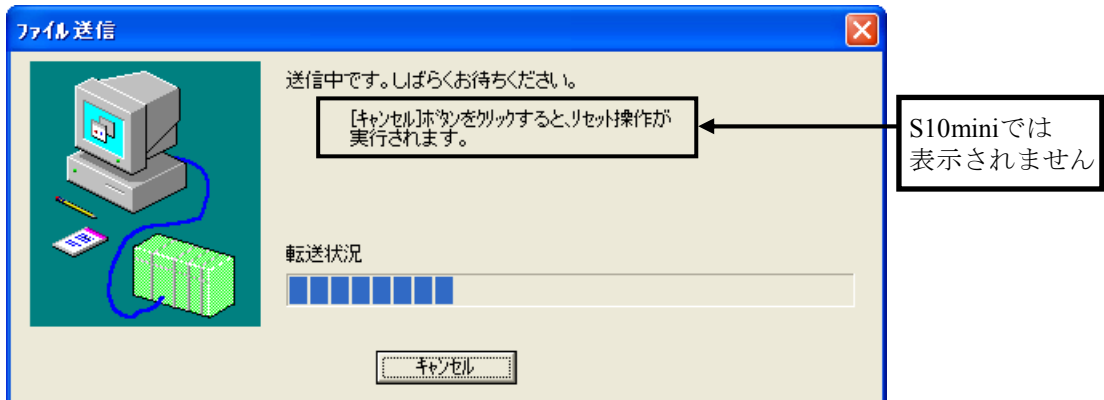 ファイル送信
送信中です。しばらくお待ちください。
[キャンセル]ボタンをクリックすると、リセット操作が
実行されます。
S10miniでは
表示されません
転送状況
キャンセル